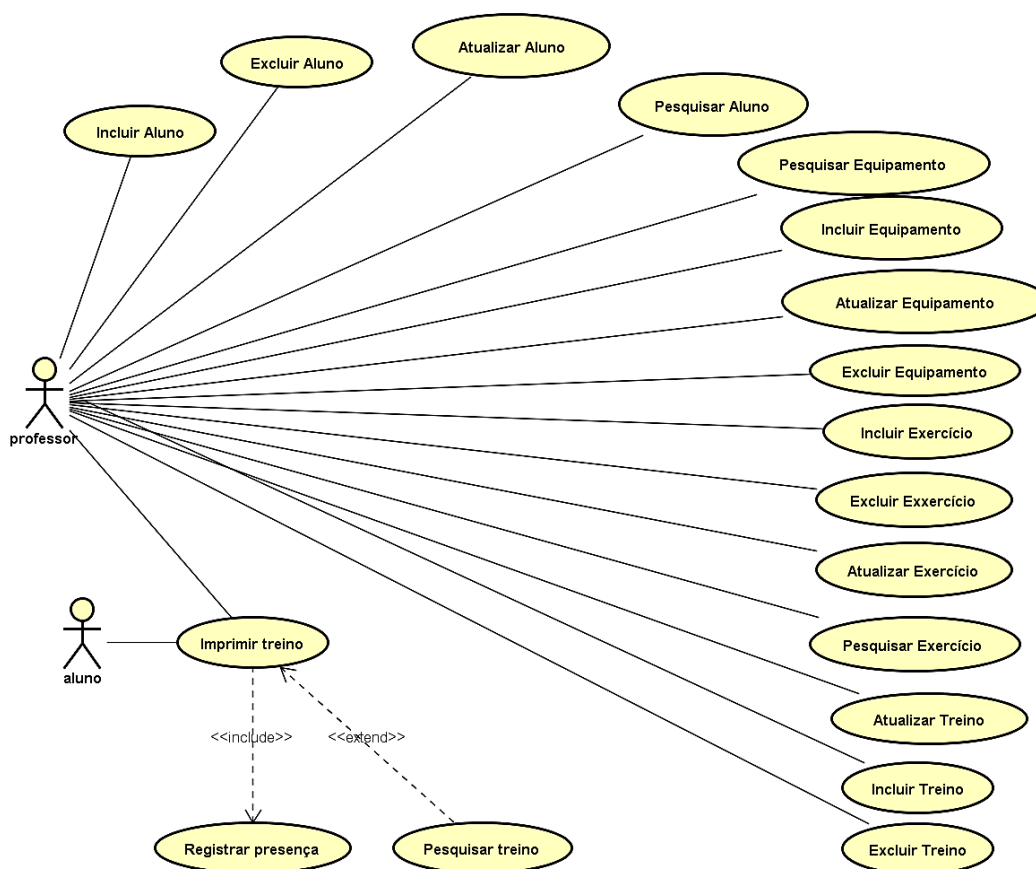 Atualizar Aluno
Excluir Aluno
Pesquisar Aluno
Incluir Aluno
Pesquisar Equipamento
Incluir Equipamento
Atualizar Equipamento
Excluir Equipamento
Incluir Exercício
professor
Excluir Exxercício
Atualizar Exercício
Imprimir treino
Pesquisar Exercício
aluno
Atualizar Treino
<<include>>
<<extend>>
Incluir Treino
Registrar presença
Pesquisar treino
Excluir Treino